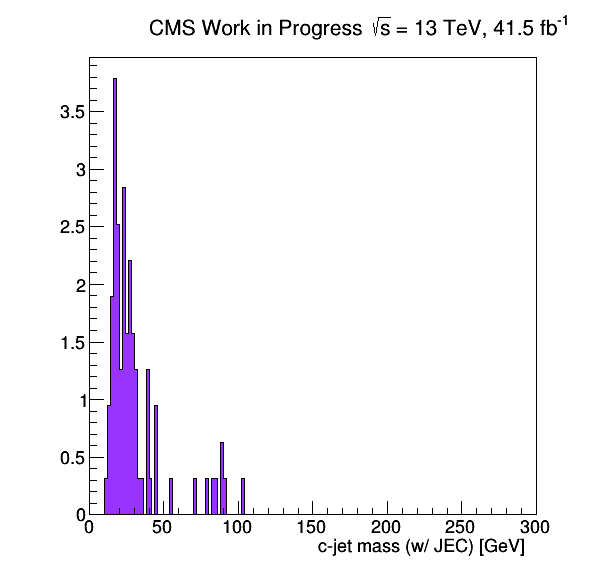 CMS Work in Progress √s = 13 TeV, 41.5 fb⁻¹
3.5
3
2.5
2
1.5
1
0.5
0
0 50 100 150 200 250 300
c-jet mass (w/ JEC) [GeV]